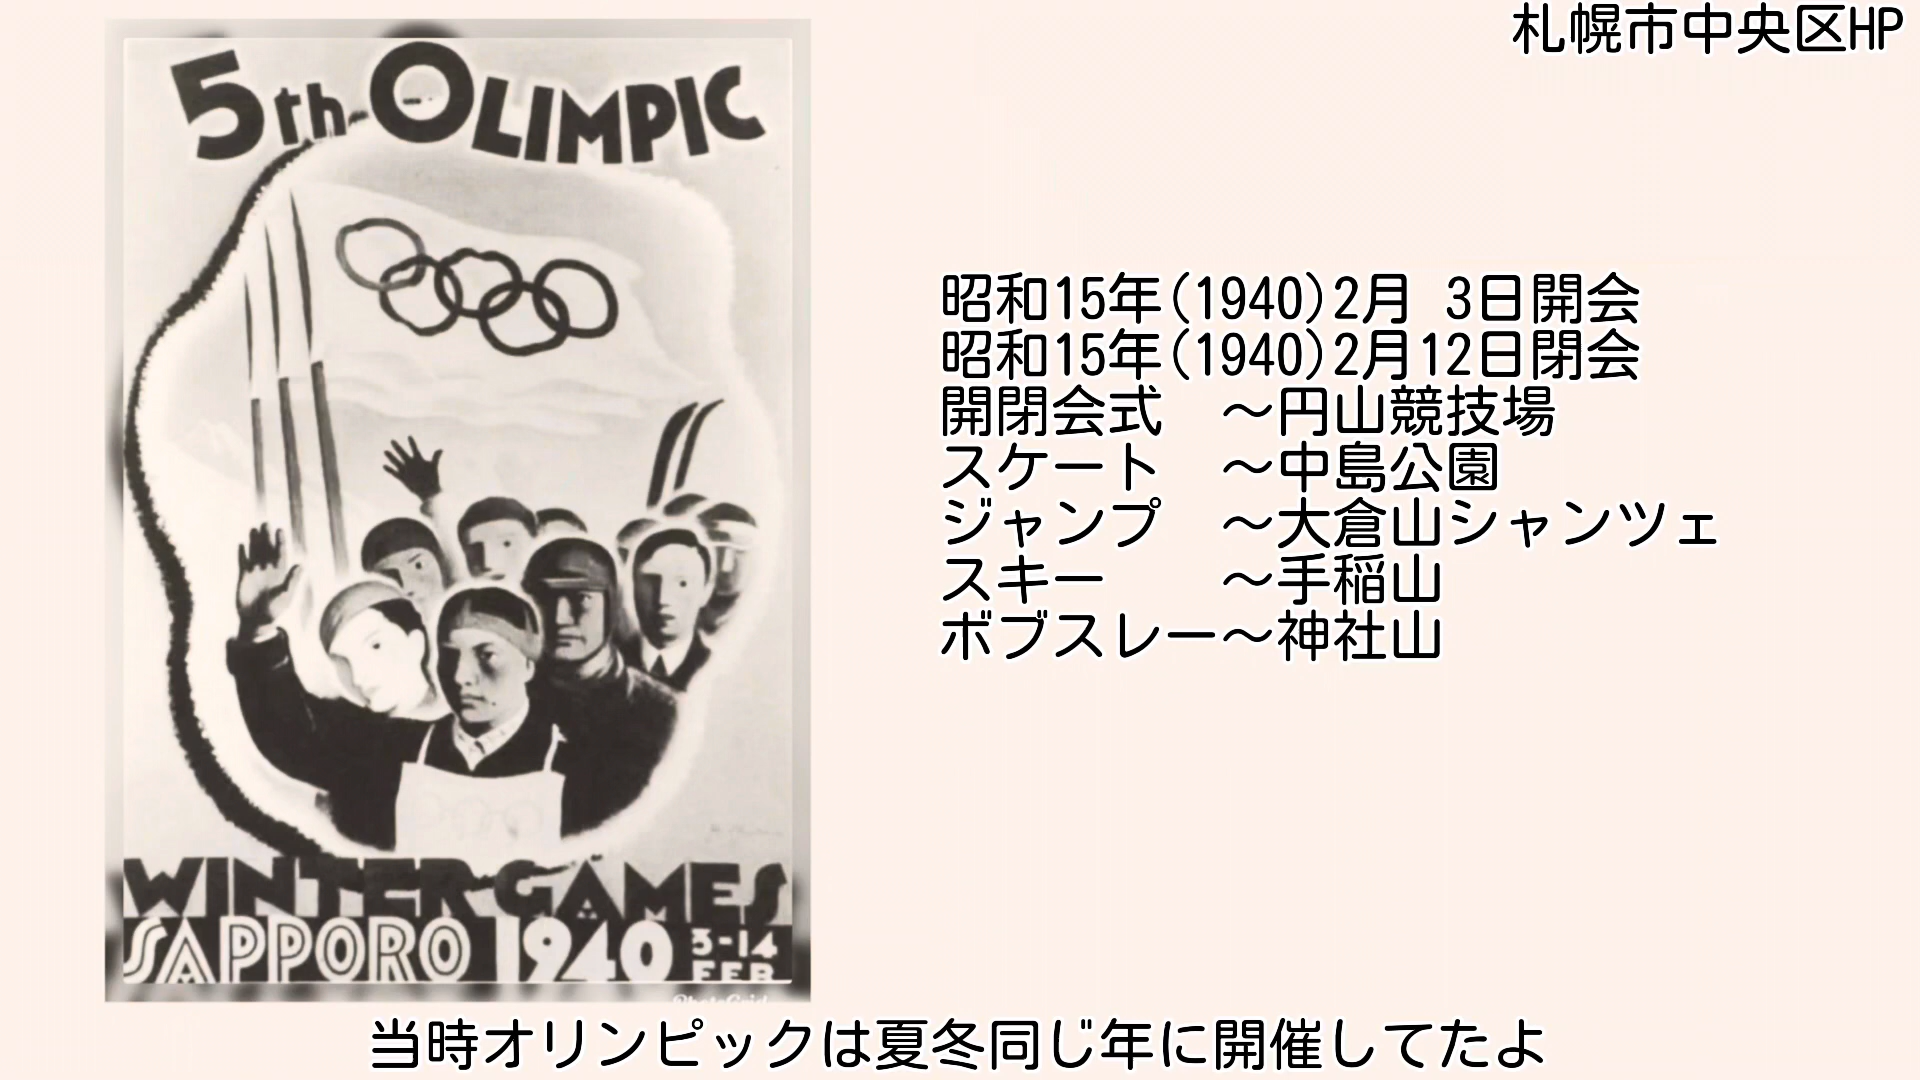 札幌市中央区HP
5th OLIMPIC
WINTER GAMES
SAPPORO 1940 3-14
FEB
PhotoGrid
昭和15年(1940)2月 3日開会
昭和15年(1940)2月12日閉会
開閉会式　～円山競技場
スケート　～中島公園
ジャンプ　～大倉山シャンツェ
スキー　　～手稲山
ボブスレー～神社山
当時オリンピックは夏冬同じ年に開催してたよ